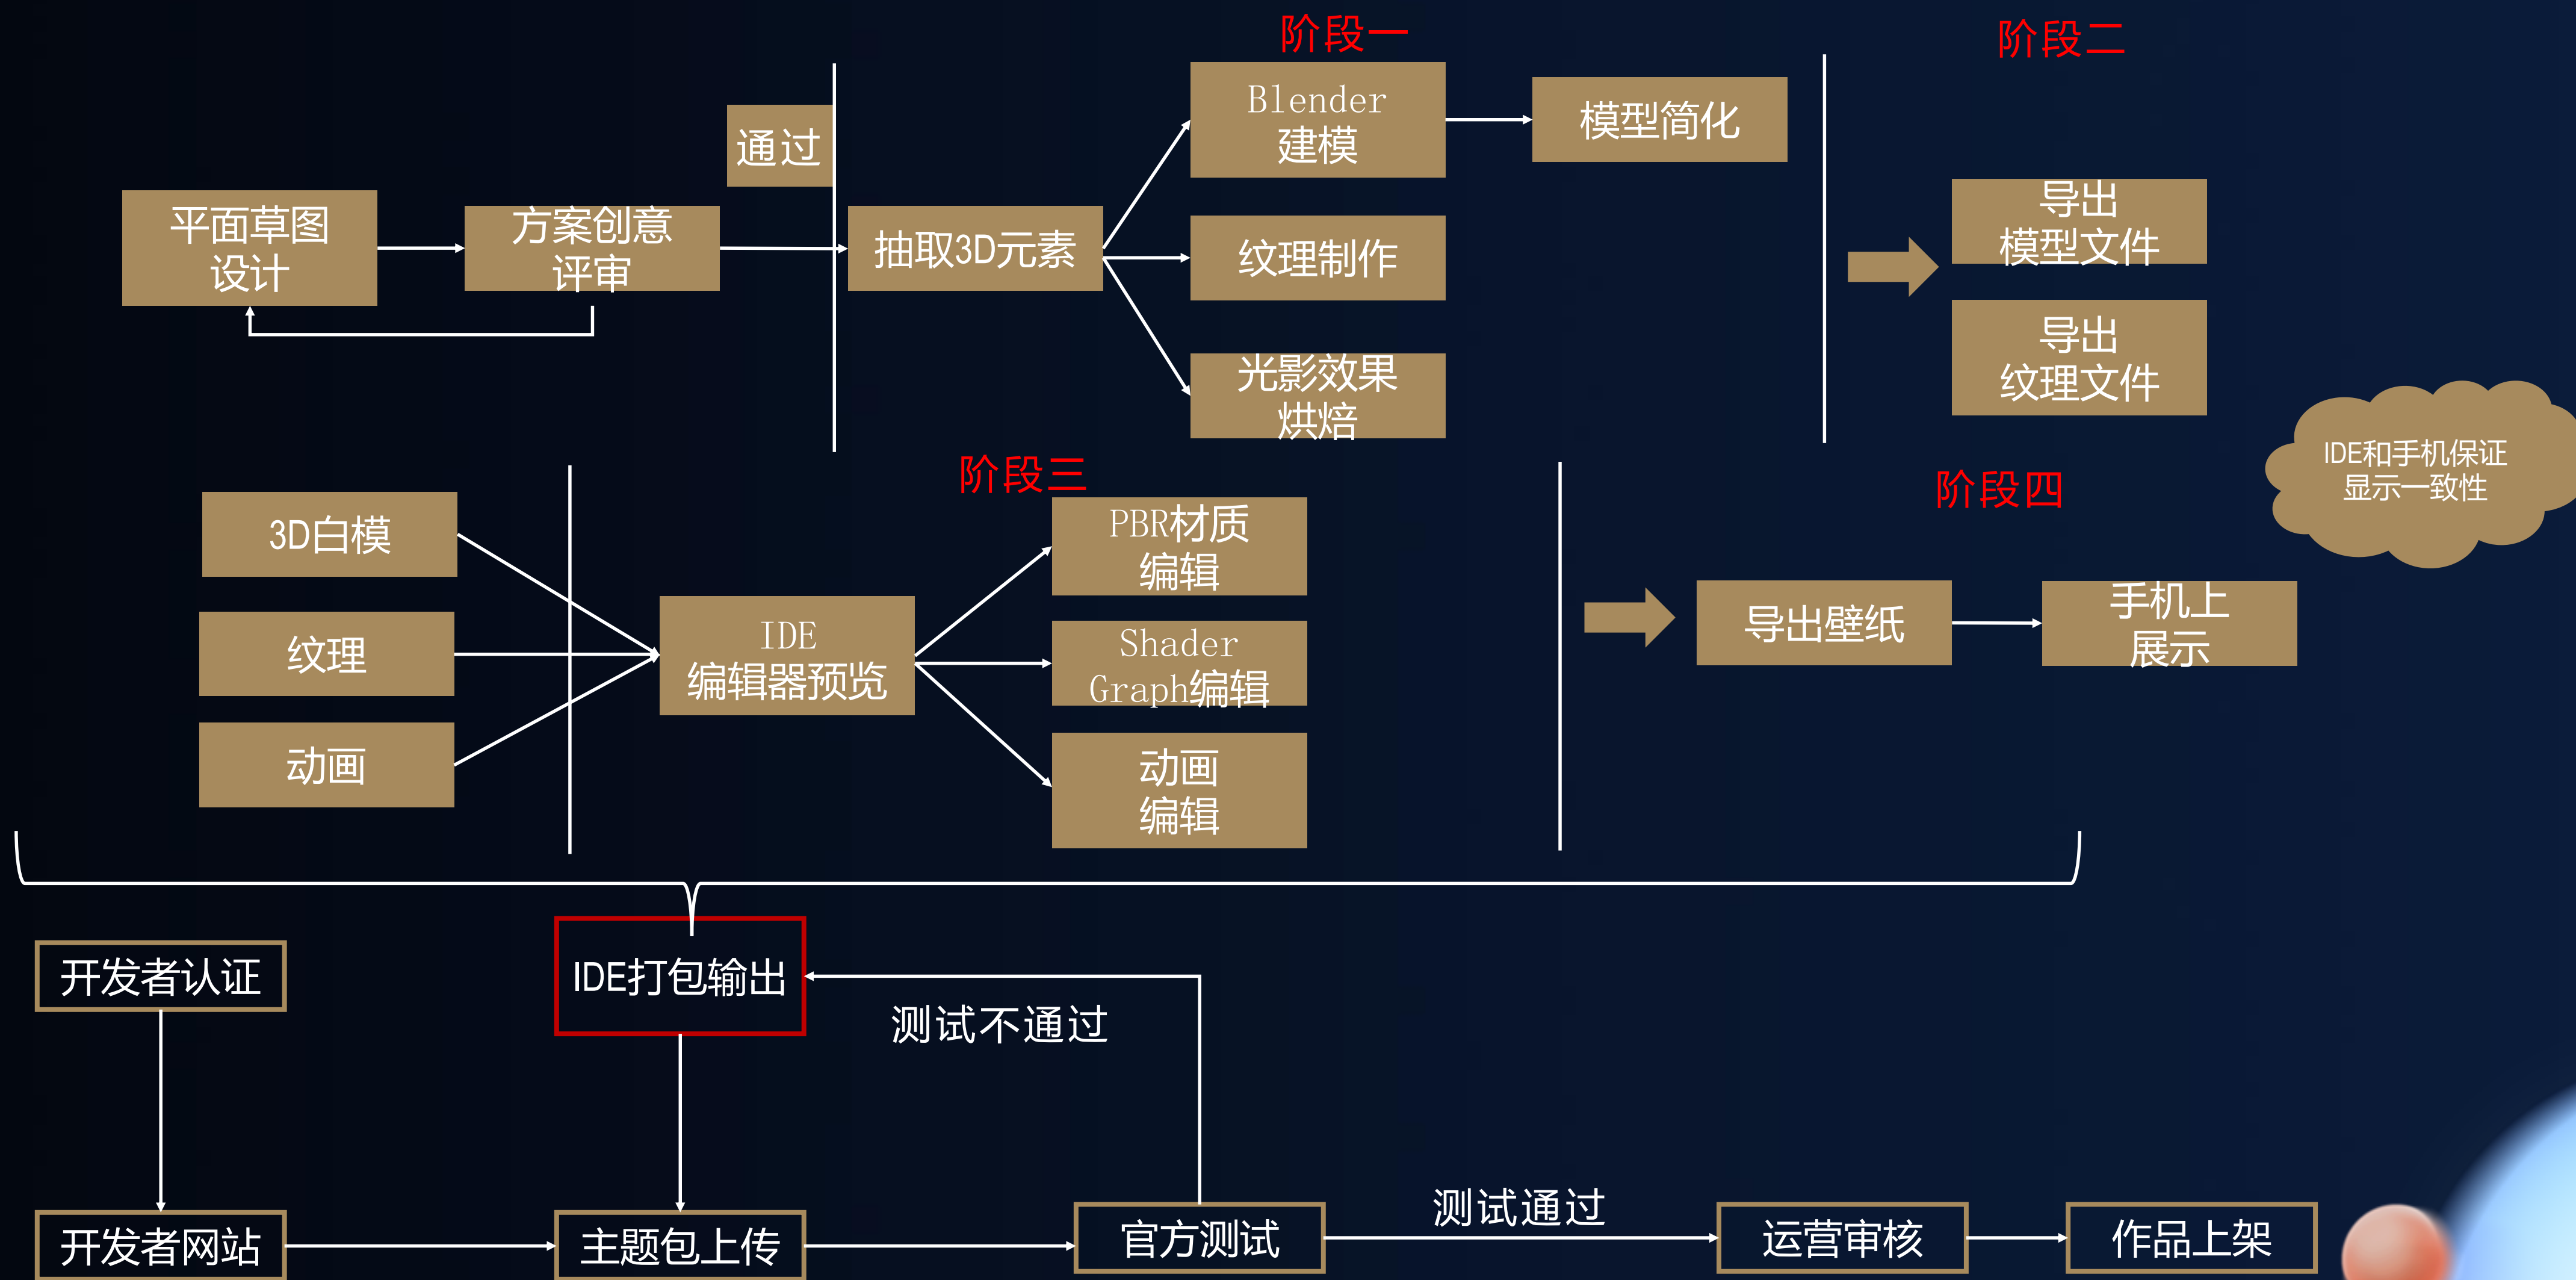 阶段一
阶段二
通过
平面草图
设计
方案创意
评审
抽取3D元素
Blender
建模
模型简化
纹理制作
光影效果
烘焙
导出
模型文件
导出
纹理文件
IDE和手机保证
显示一致性
阶段三
阶段四
3D白模
纹理
动画
IDE
编辑器预览
PBR材质
编辑
Shader
Graph编辑
动画
编辑
导出壁纸
手机上
展示
开发者认证
IDE打包输出
测试不通过
开发者网站
主题包上传
官方测试
测试通过
运营审核
作品上架